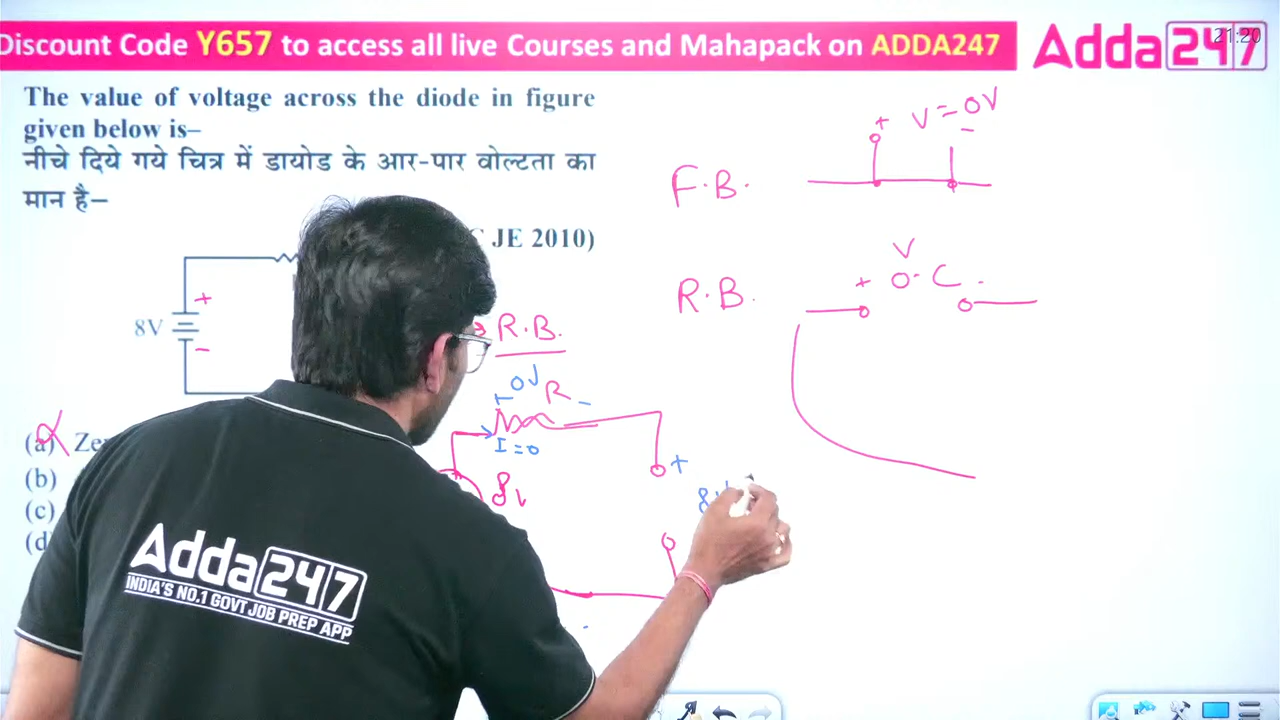 Discount Code Y657 to access all live Courses and Mahapack on ADDA247
Adda247
21:20
The value of voltage across the diode in figure
given below is–
नीचे दिये गये चित्र में डायोड के आर-पार वोल्टता का
मान है–
JE 2010)
8V
+
-
(a)
(b)
(c)
(d)
R.B.
0V
+ R -
I = 0
8V
+
F.B.
+ V = 0V -
R.B.
V
+ O.C -
Adda247
INDIA'S NO.1 GOVT JOB PREP APP